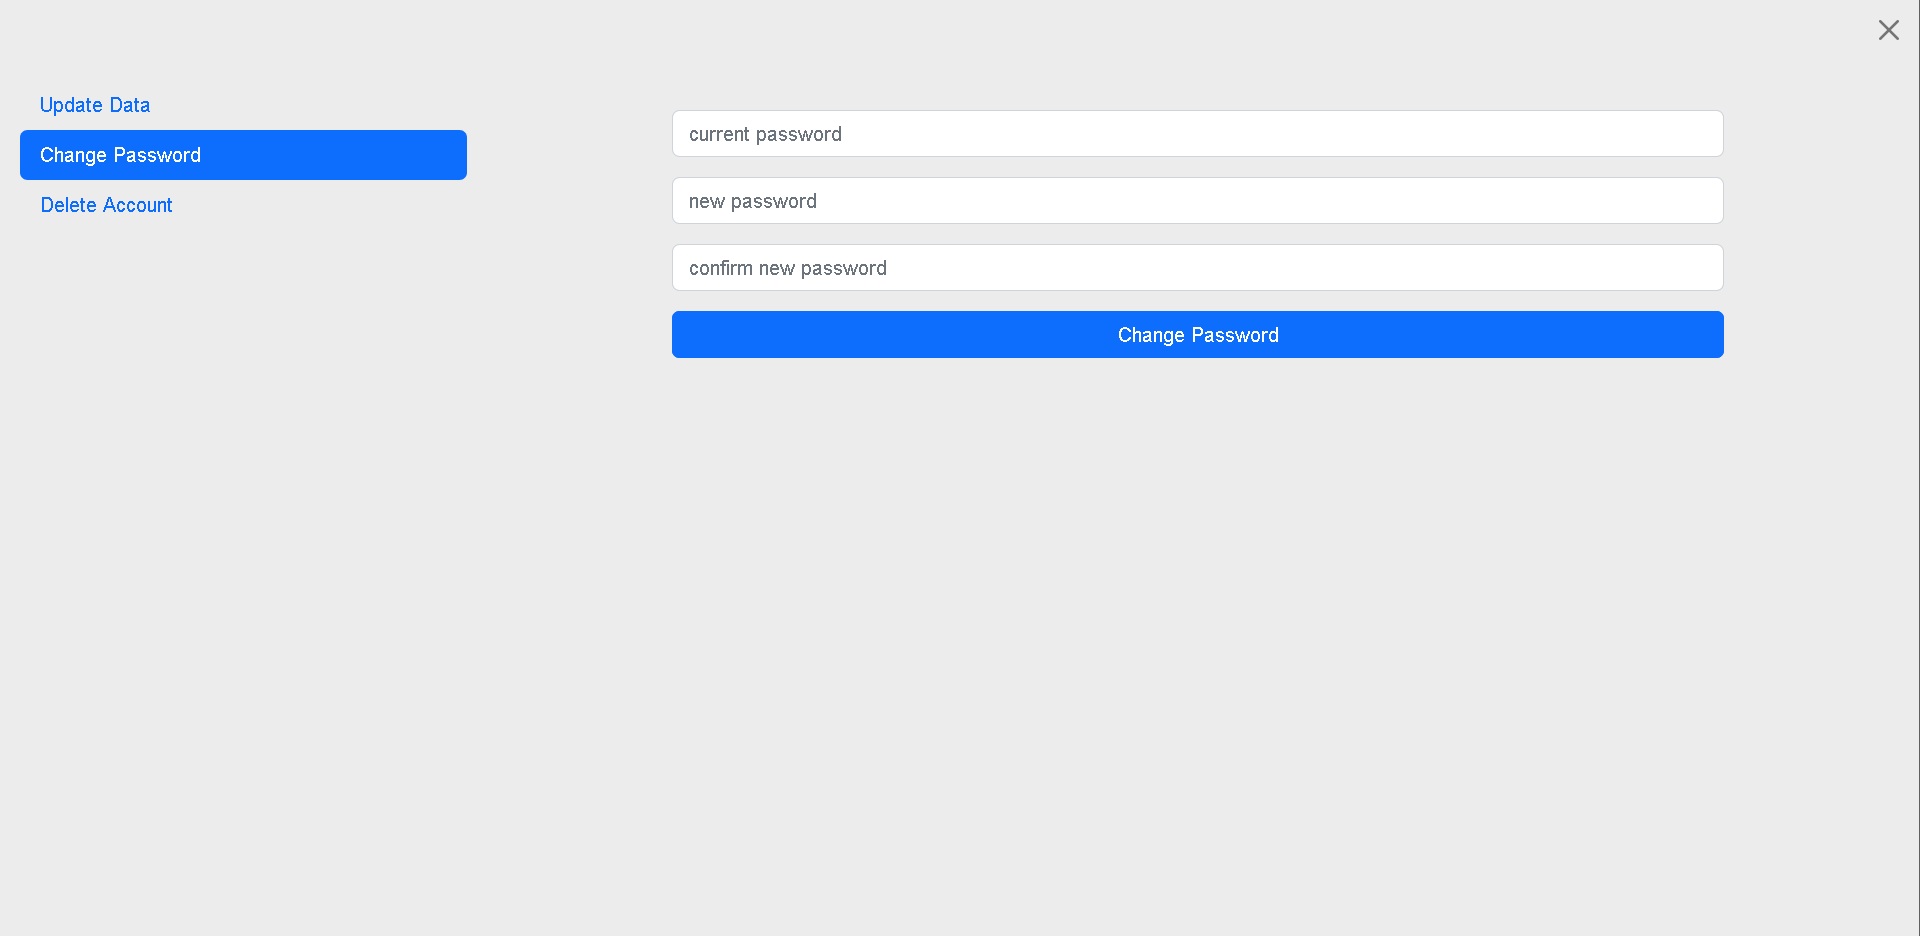 Update Data
Change Password
Delete Account
current password
new password
confirm new password
Change Password